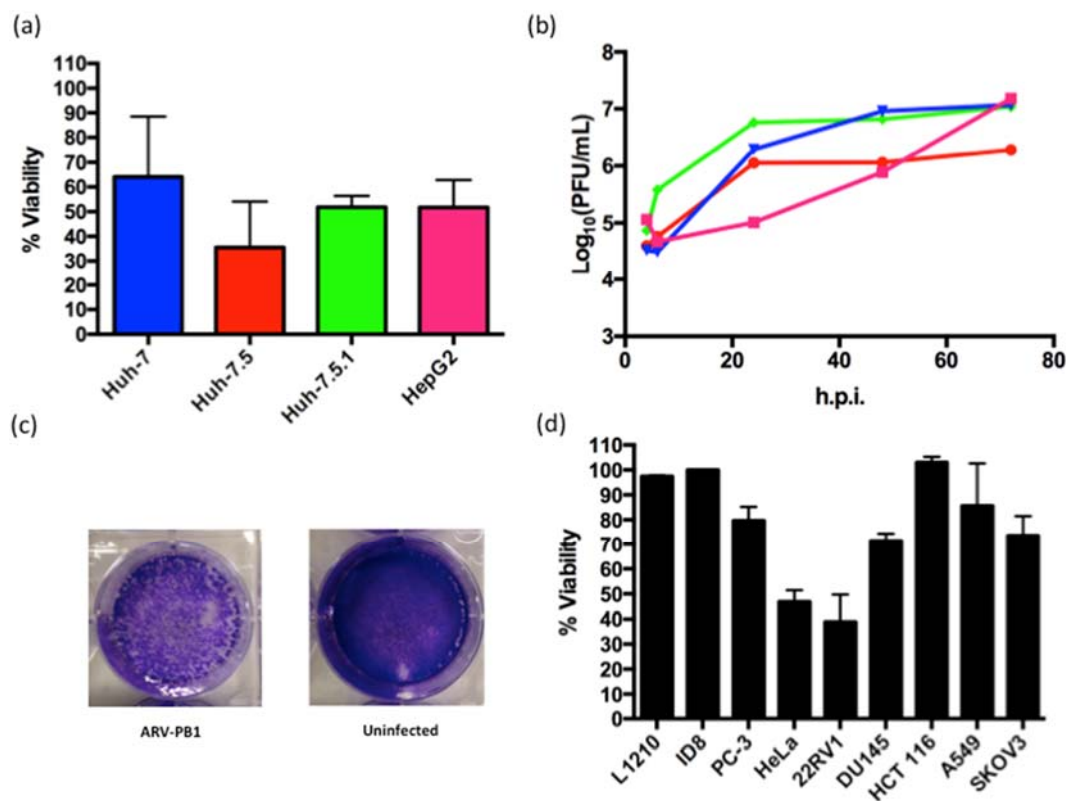 (a)
% Viability
110
100
90
80
70
60
50
40
30
20
10
0
Huh-7
Huh-7.5
Huh-7.5.1
HepG2
(b)
Log10(PFU/mL)
8
7
6
5
4
3
0
20
40
60
80
h.p.i.
(c)
ARV-PB1
Uninfected
(d)
% Viability
110
100
90
80
70
60
50
40
30
20
10
0
L1210
ID8
PC-3
HeLa
22RV1
DU145
HCT 116
A549
SKOV3